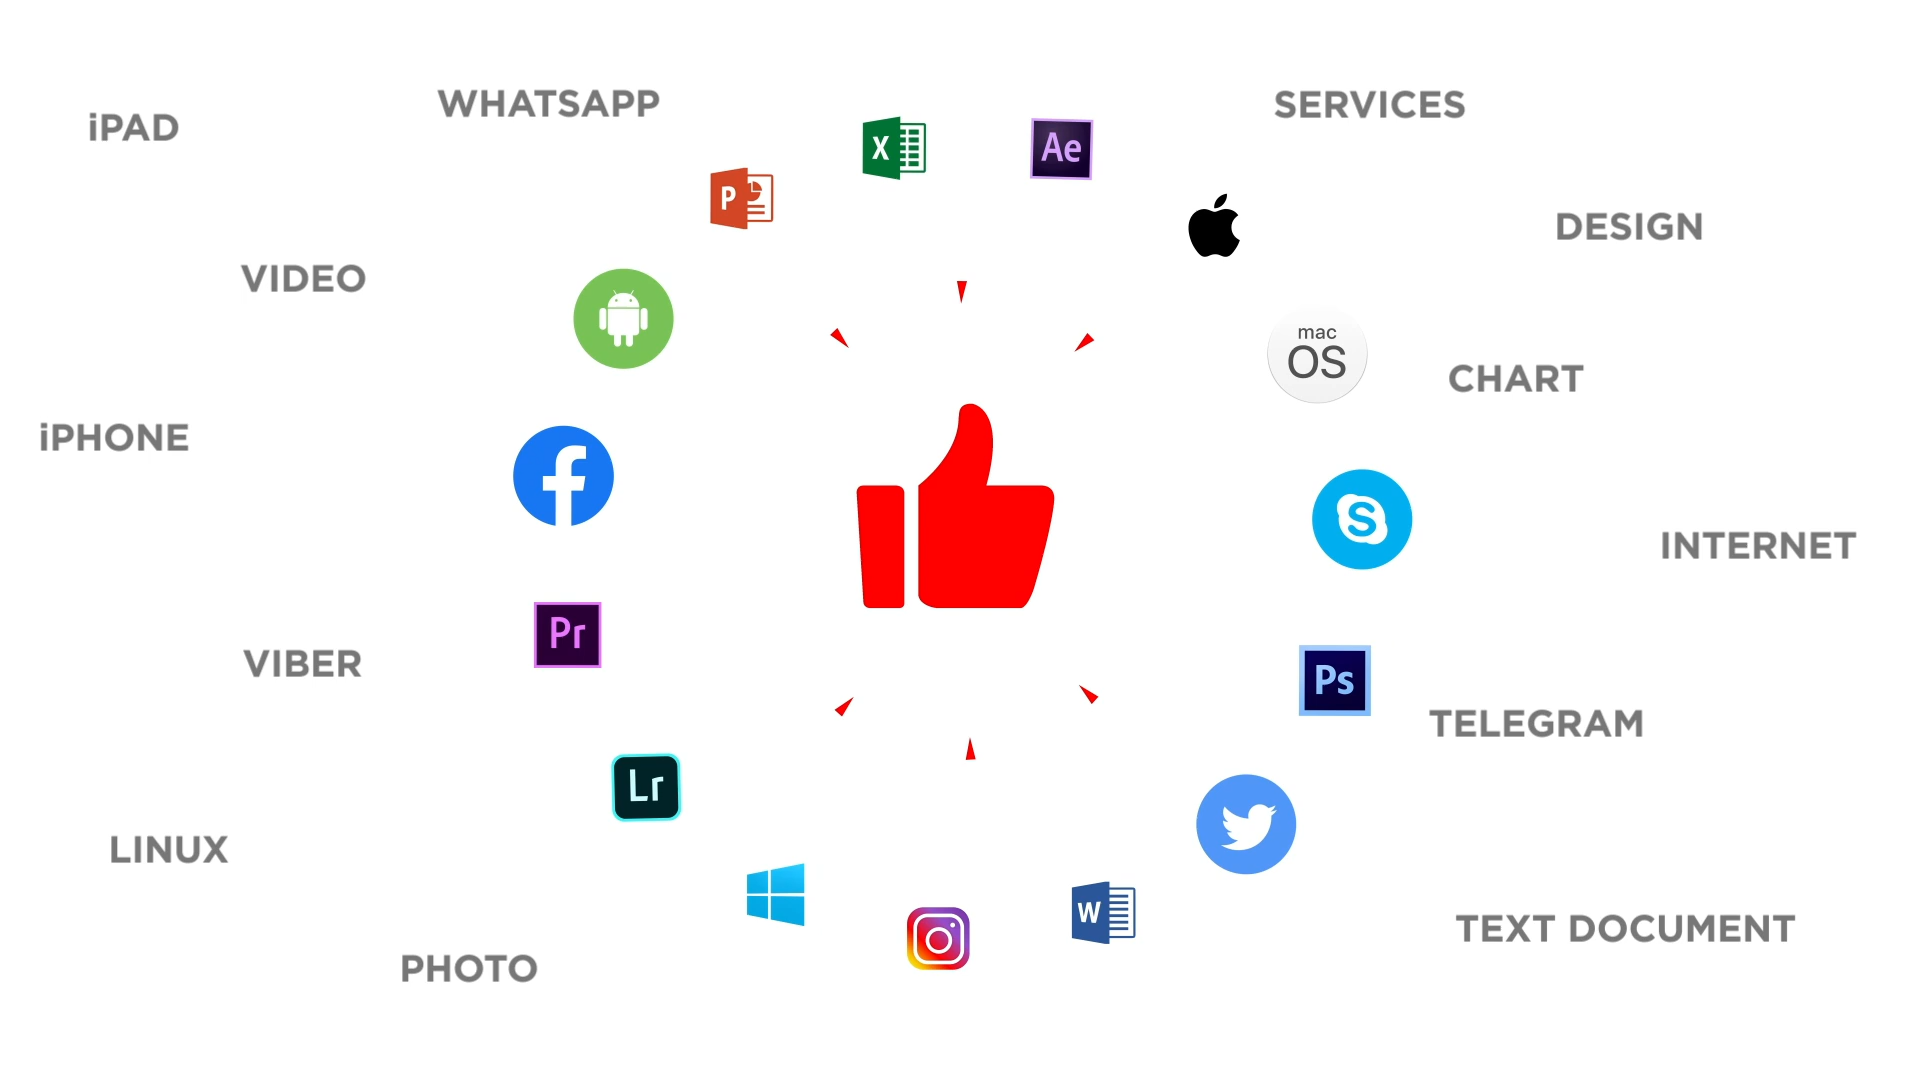 WHATSAPP
SERVICES
iPAD
X
Ae
P
DESIGN
VIDEO
mac
OS
CHART
iPHONE
f
S
INTERNET
Pr
VIBER
Ps
TELEGRAM
Lr
LINUX
W
TEXT DOCUMENT
PHOTO